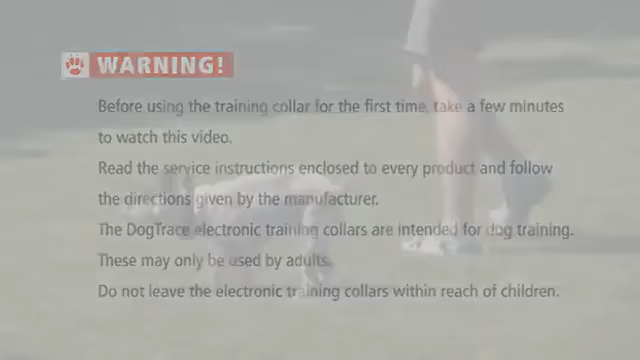 WARNING!
Before using the training collar for the first time, take a few minutes
to watch this video.
Read the service instructions enclosed to every product and follow
the directions given by the manufacturer.
The DogTrace electronic training collars are intended for dog training.
These may only be used by adults.
Do not leave the electronic training collars within reach of children.